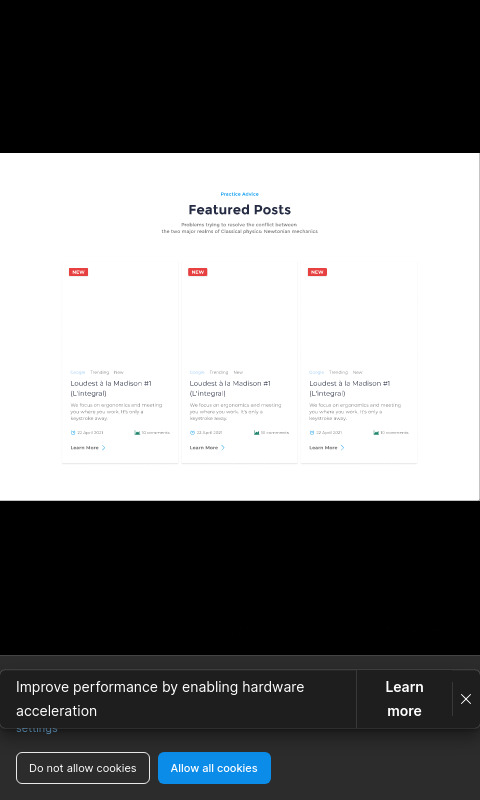 Practice Advice
Featured Posts
Problems trying to resolve the conflict between
the two major realms of Classical physics: Newtonian mechanics
NEW
NEW
NEW
Google Trending New
Google Trending New
Google Trending New
Loudest à la Madison #1
(L'integral)
Loudest à la Madison #1
(L'integral)
Loudest à la Madison #1
(L'integral)
We focus on ergonomics and meeting
you where you work. It's only a
keystroke away.
We focus on ergonomics and meeting
you where you work. It's only a
keystroke away.
We focus on ergonomics and meeting
you where you work. It's only a
keystroke away.
22 April 2021 10 comments
22 April 2021 10 comments
22 April 2021 10 comments
Learn More
Learn More
Learn More
Improve performance by enabling hardware
acceleration
Learn
more
settings
Do not allow cookies
Allow all cookies